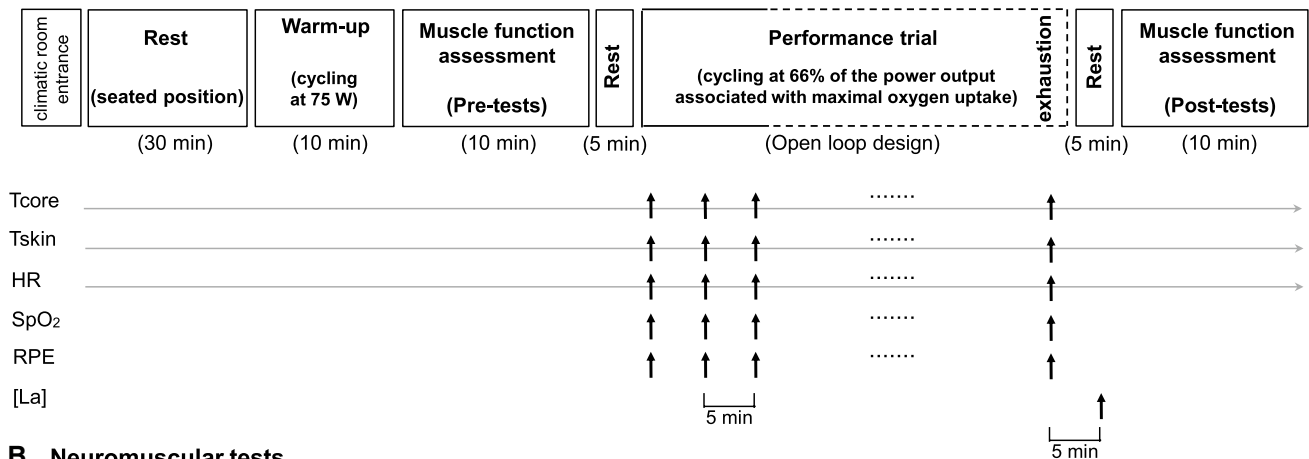 climatic room
entrance
Rest
(seated position)
Warm-up
(cycling
at 75 W)
Muscle function
assessment
(Pre-tests)
Rest
Performance trial
(cycling at 66% of the power output
associated with maximal oxygen uptake)
exhaustion
Rest
Muscle function
assessment
(Post-tests)
(30 min)
(10 min)
(10 min)
(5 min)
(Open loop design)
(5 min)
(10 min)
Tcore
Tskin
HR
SpO₂
RPE
[La]
5 min
5 min
B Neuromuscular tests